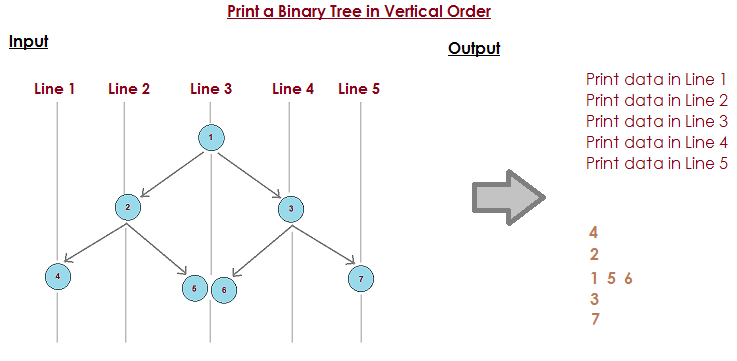 Print a Binary Tree in Vertical Order
Input
Output
Line 1 Line 2 Line 3 Line 4 Line 5
Print data in Line 1
Print data in Line 2
Print data in Line 3
Print data in Line 4
Print data in Line 5
1
2 3
4 5 6 7
4
2
1 5 6
3
7